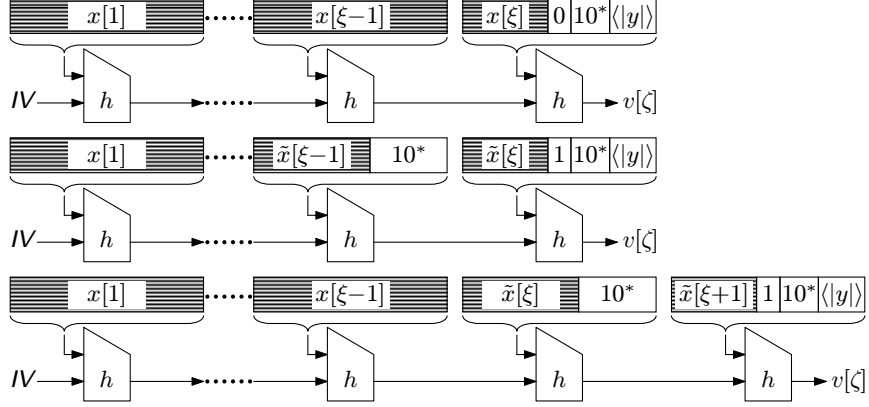 x[1] ······ x[ξ−1] x[ξ] 0 10* ⟨|y|⟩
IV h ······ h h v[ζ]
x[1] ······ x̃[ξ−1] 10* x̃[ξ] 1 10* ⟨|y|⟩
IV h ······ h h v[ζ]
x[1] ······ x[ξ−1] x̃[ξ] 10* x̃[ξ+1] 1 10* ⟨|y|⟩
IV h ······ h h h v[ζ]